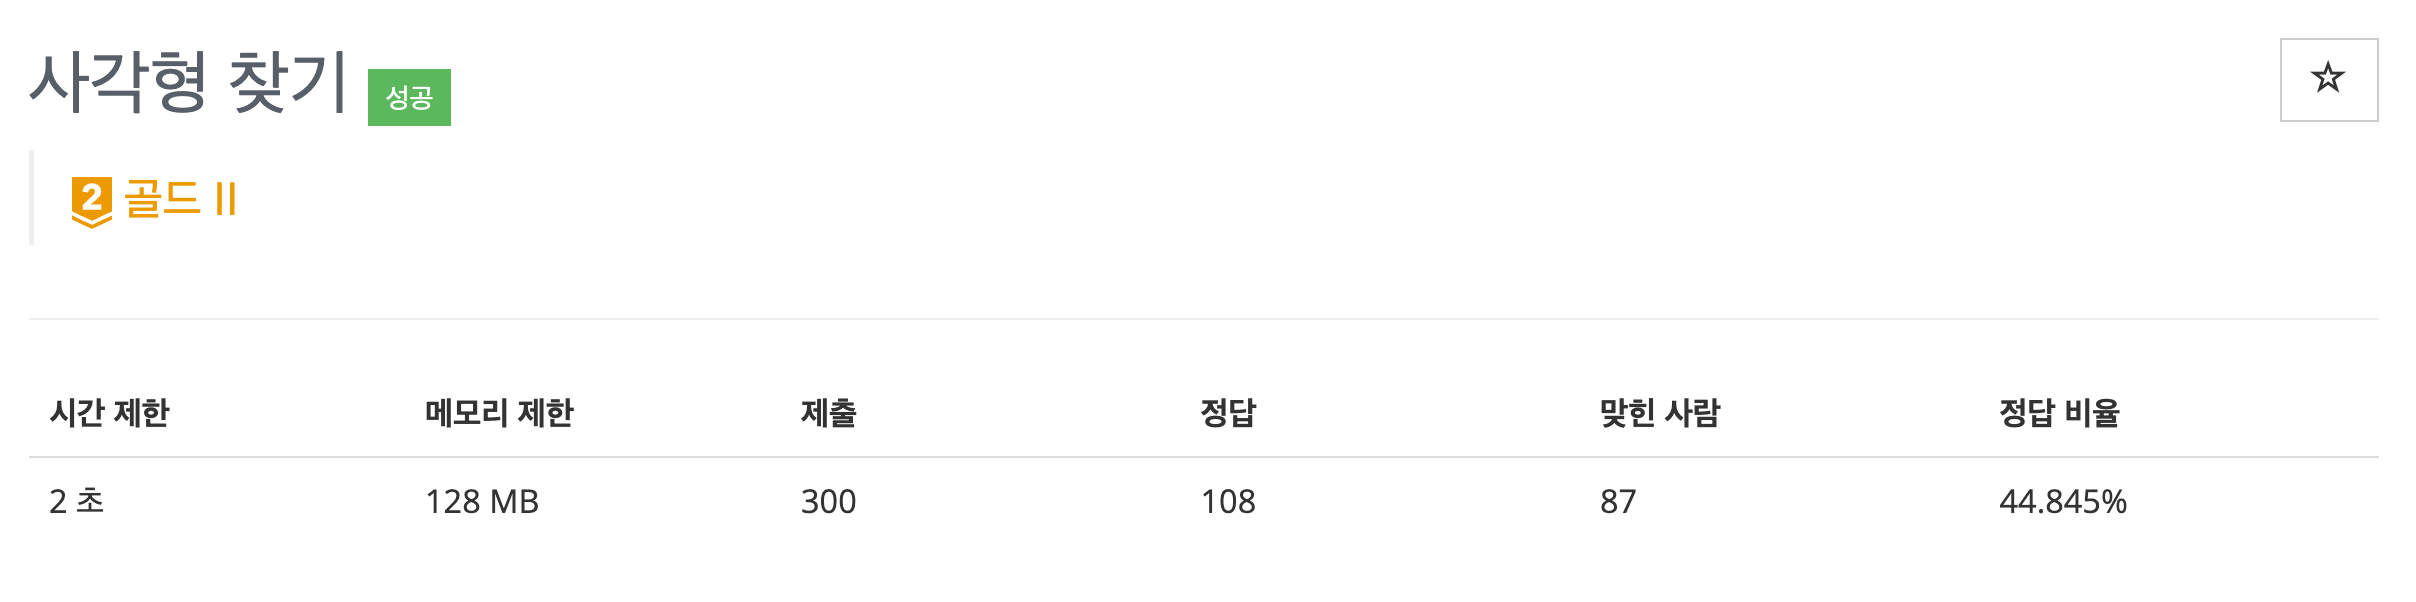 사각형 찾기 성공
2 골드 II
시간 제한 메모리 제한 제출 정답 맞힌 사람 정답 비율
2 초 128 MB 300 108 87 44.845%